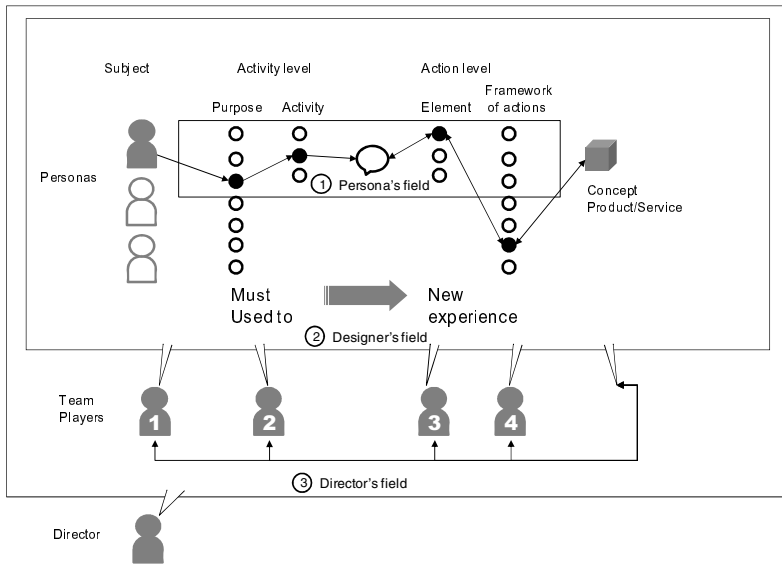 Subject
Activity level
Action level
Purpose
Activity
Element
Framework
of actions
Personas
1 Persona's field
Concept
Product/Service
Must
Used to
New
experience
2 Designer's field
Team
Players
1
2
3
4
3 Director's field
Director